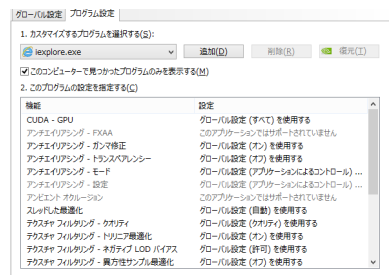 グローバル設定 プログラム設定
1. カスタマイズするプログラムを選択する(S):
iexplore.exe 追加(D) 削除(R) 復元(T)
このコンピューターで見つかったプログラムのみを表示する(M)
2. このプログラムの設定を指定する(C):
機能 設定
CUDA - GPU グローバル設定 (すべて) を使用する
アンチエイリアシング - FXAA このアプリケーションではサポートされていません
アンチエイリアシング - ガンマ修正 グローバル設定 (オン) を使用する
アンチエイリアシング - トランスペアレンシー グローバル設定 (オフ) を使用する
アンチエイリアシング - モード グローバル設定 (アプリケーションによるコントロール) ...
アンチエイリアシング - 設定 グローバル設定 (アプリケーションによるコントロール) ...
アンビエント オクルージョン このアプリケーションではサポートされていません
スレッドした最適化 グローバル設定 (自動) を使用する
テクスチャ フィルタリング - クオリティ グローバル設定 (クオリティ) を使用する
テクスチャ フィルタリング - トリリニア最適化 グローバル設定 (オン) を使用する
テクスチャ フィルタリング - ネガティブ LOD バイアス グローバル設定 (許可) を使用する
テクスチャ フィルタリング - 異方性サンプル最適化 グローバル設定 (オフ) を使用する